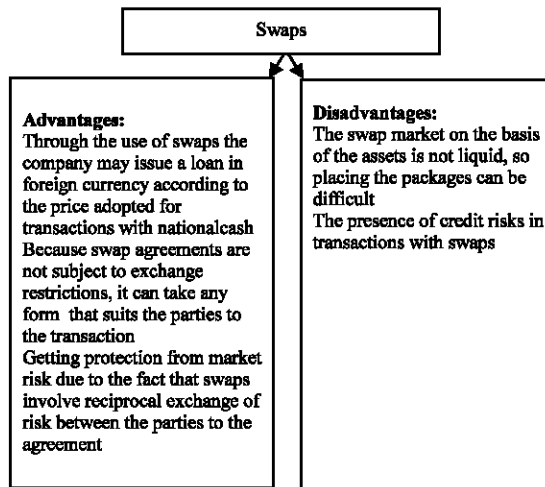 Swaps
Advantages:
Through the use of swaps the
company may issue a loan in
foreign currency according to
the price adopted for
transactions with nationalcash
Because swap agreements are
not subject to exchange
restrictions, it can take any
form that suits the parties to
the transaction
Getting protection from market
risk due to the fact that swaps
involve reciprocal exchange of
risk between the parties to the
agreement
Disadvantages:
The swap market on the basis
of the assets is not liquid, so
placing the packages can be
difficult
The presence of credit risks in
transactions with swaps